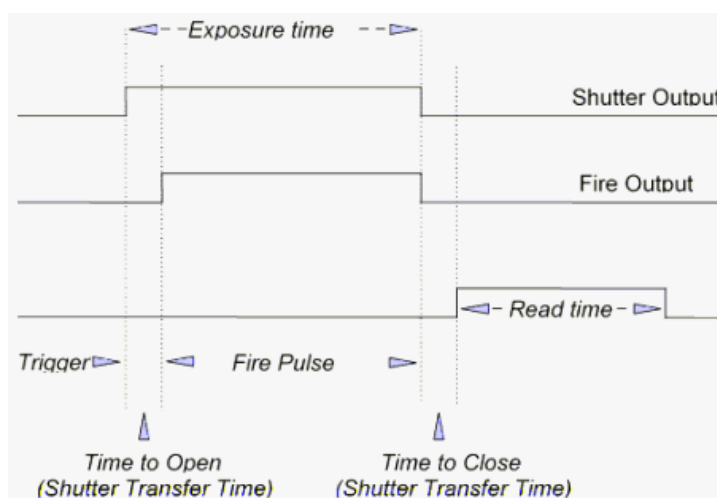 Exposure time
Shutter Output
Fire Output
Read time
Trigger
Fire Pulse
Time to Open
(Shutter Transfer Time)
Time to Close
(Shutter Transfer Time)